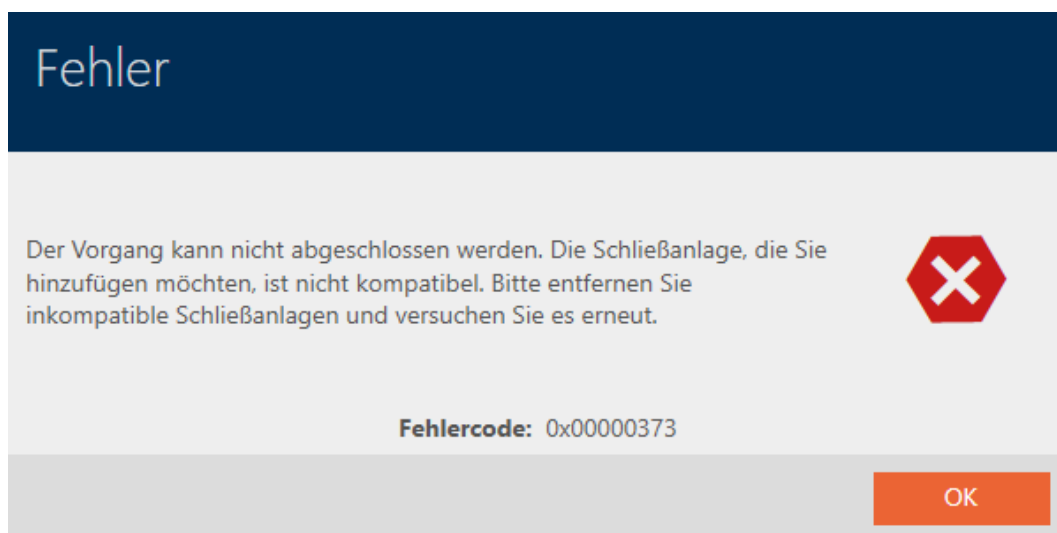 Fehler
Der Vorgang kann nicht abgeschlossen werden. Die Schließanlage, die Sie
hinzufügen möchten, ist nicht kompatibel. Bitte entfernen Sie
inkompatible Schließanlagen und versuchen Sie es erneut.
Fehlercode: 0x00000373
OK